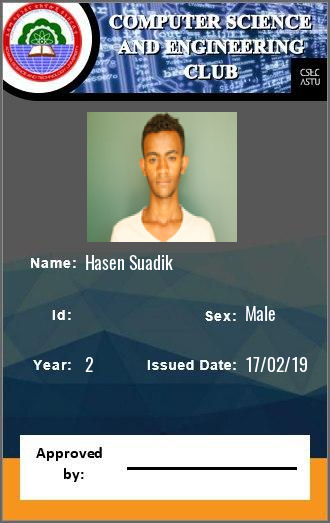 COMPUTER SCIENCE
AND ENGINEERING
CLUB
CSEC
ASTU
Name: Hasen Suadik
Id:
Sex: Male
Year: 2
Issued Date: 17/02/19
Approved
by: